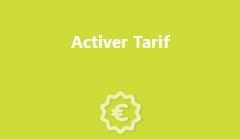 Activer Tarif
€